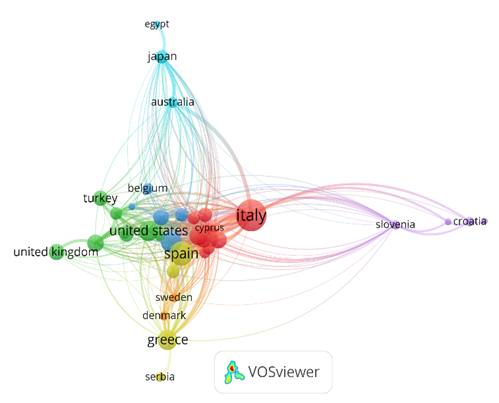 egypt
japan
australia
belgium
turkey
italy
cyprus
united states
slovenia
croatia
united kingdom
spain
sweden
denmark
greece
serbia
VOSviewer